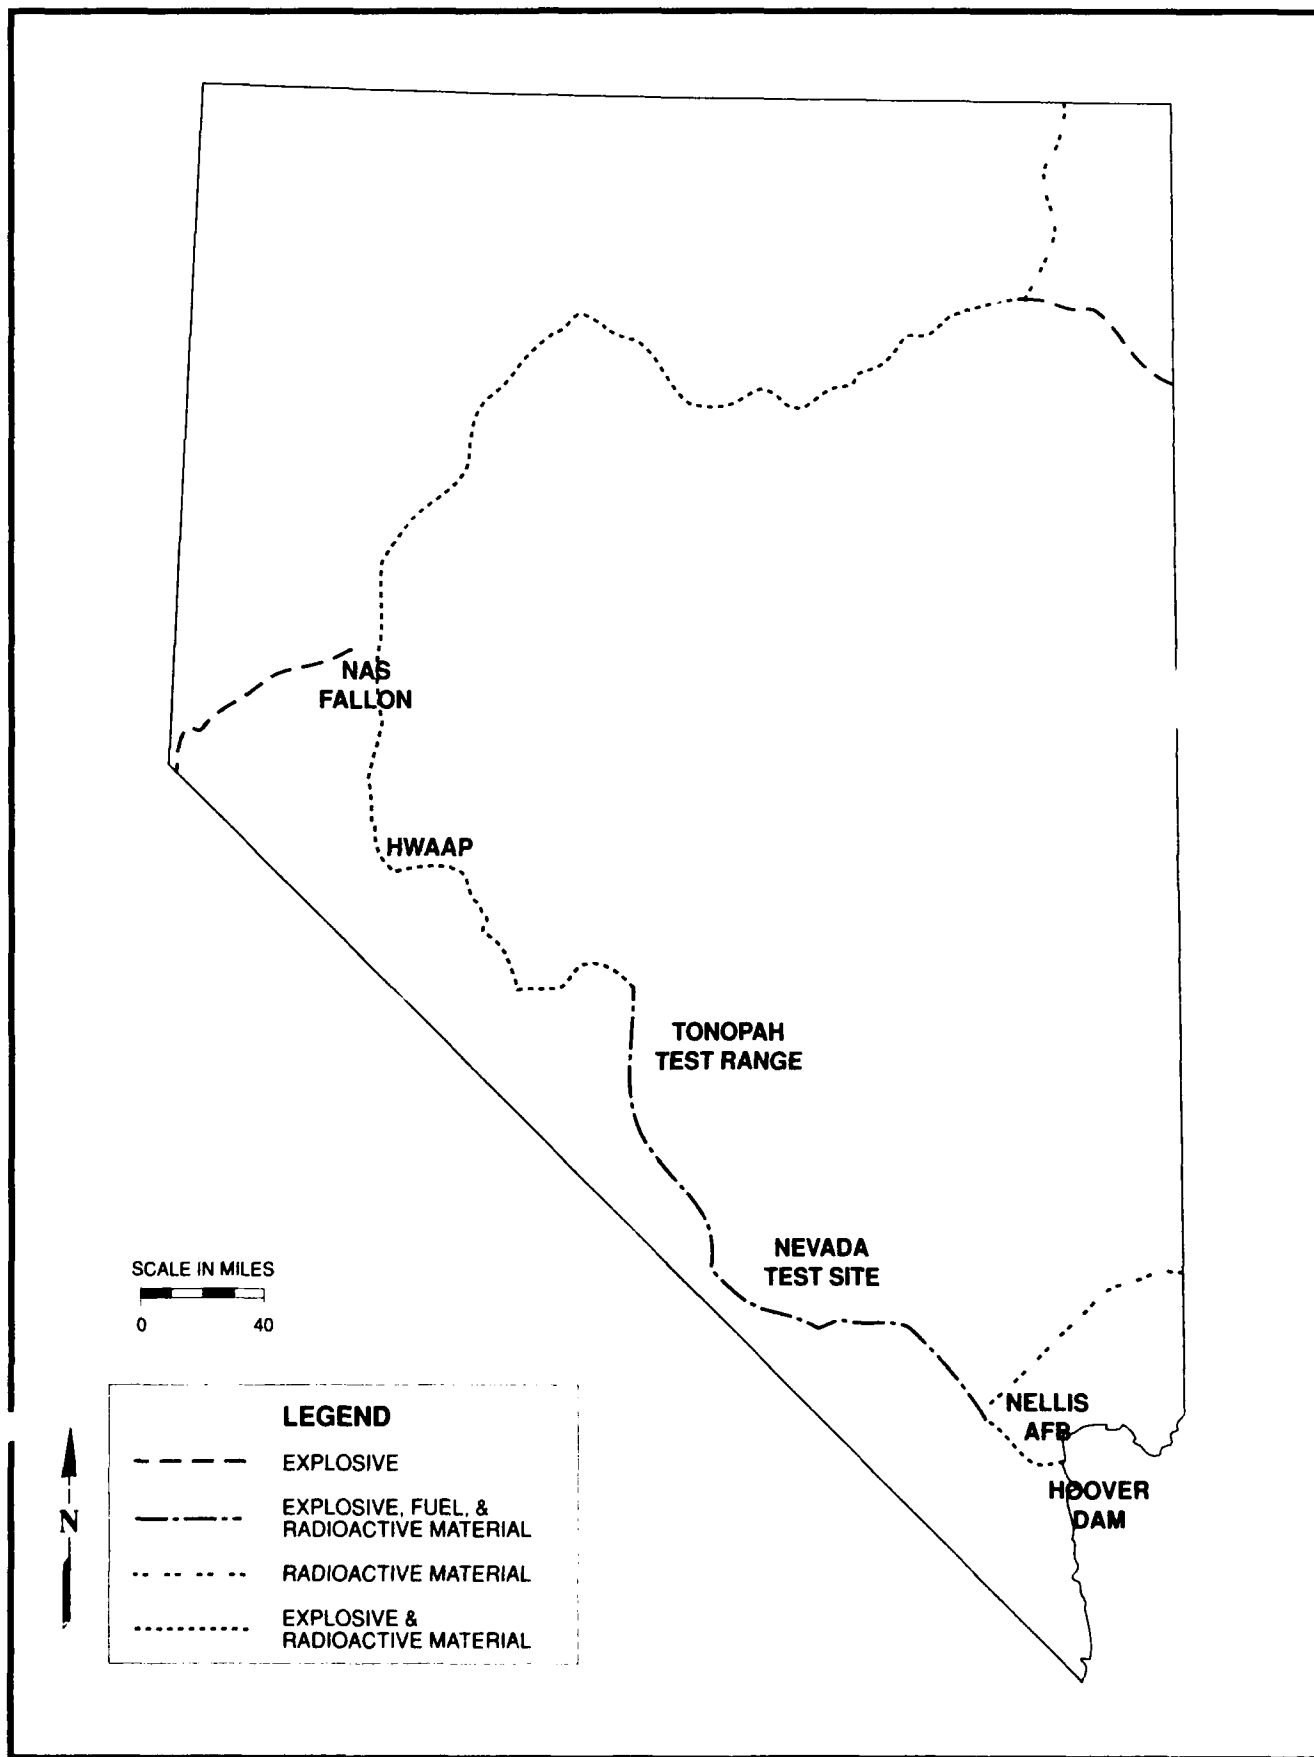 NAS
FALLON
HWAAP
TONOPAH
TEST RANGE
NEVADA
TEST SITE
SCALE IN MILES
0 40
NELLIS
AFB
HOOVER
DAM
LEGEND
EXPLOSIVE
EXPLOSIVE, FUEL, &
RADIOACTIVE MATERIAL
RADIOACTIVE MATERIAL
EXPLOSIVE &
RADIOACTIVE MATERIAL
N